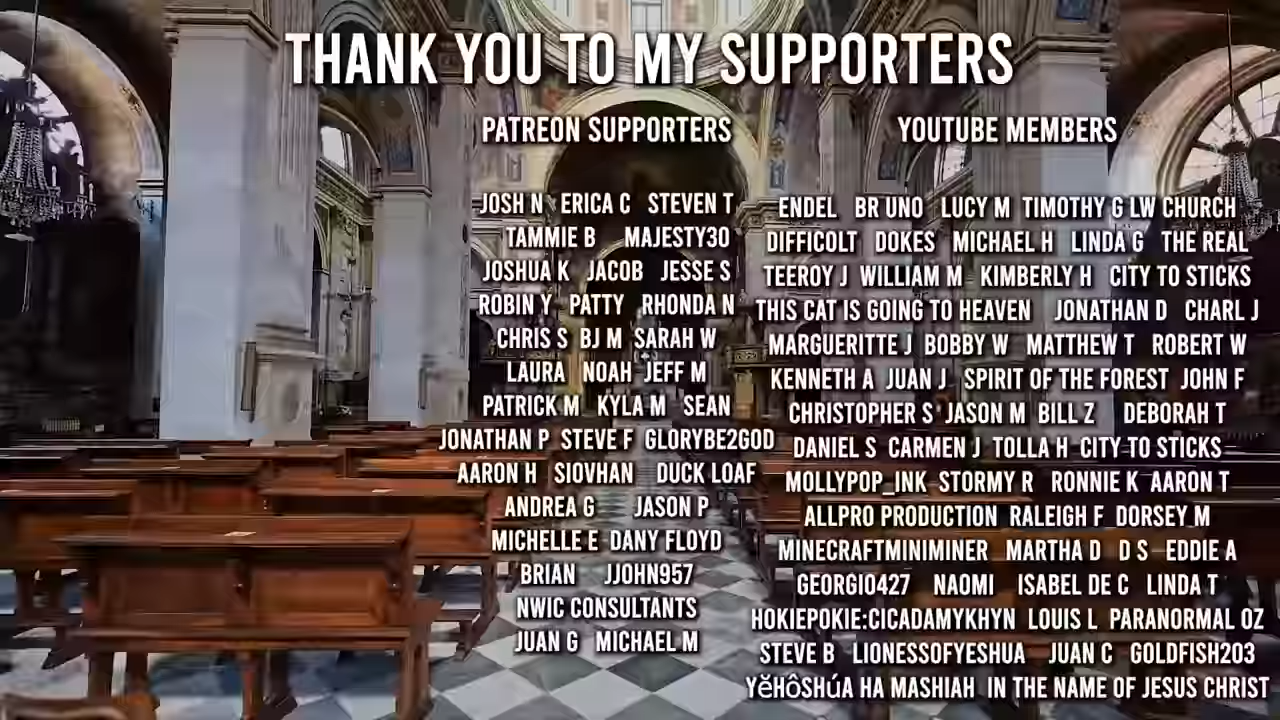 THANK YOU TO MY SUPPORTERS
PATREON SUPPORTERS
JOSH N ERICA C STEVEN T
TAMMIE B MAJESTY30
JOSHUA K JACOB JESSE S
ROBIN Y PATTY RHONDA N
CHRIS S BJ M SARAH W
LAURA NOAH JEFF M
PATRICK M KYLA M SEAN
JONATHAN P STEVE F GLORYBE2GOD
AARON H SIOVHAN DUCK LOAF
ANDREA G JASON P
MICHELLE E DANY FLOYD
BRIAN JJOHN957
NWIC CONSULTANTS
JUAN G MICHAEL M
YOUTUBE MEMBERS
ENDEL BR UNO LUCY M TIMOTHY G LW CHURCH
DIFFICOLT DOKES MICHAEL H LINDA G THE REAL
TEEROY J WILLIAM M KIMBERLY H CITY TO STICKS
THIS CAT IS GOING TO HEAVEN JONATHAN D CHARL J
MARGUERITTE J BOBBY W MATTHEW T ROBERT W
KENNETH A JUAN J SPIRIT OF THE FOREST JOHN F
CHRISTOPHER S JASON M BILL Z DEBORAH T
DANIEL S CARMEN J TOLLA H CITY TO STICKS
MOLLYPOP_INK STORMY R RONNIE K AARON T
ALLPRO PRODUCTION RALEIGH F DORSEY M
MINECRAFTMINIMINER MARTHA D D S EDDIE A
GEORGIO427 NAOMI ISABEL DE C LINDA T
HOKIEPOKIE:CICADAMYKHYN LOUIS L PARANORMAL OZ
STEVE B LIONESSOFYESHUA JUAN C GOLDFISH203
YĕHÔSHÚA HA MASHIAH IN THE NAME OF JESUS CHRIST